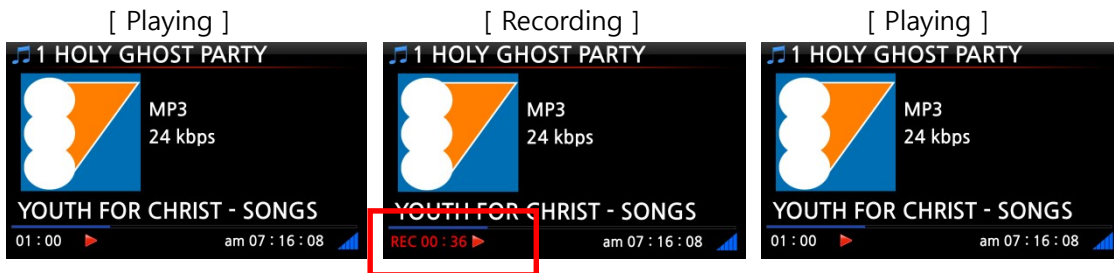 [ Playing ]
1 HOLY GHOST PARTY
MP3
24 kbps
YOUTH FOR CHRIST - SONGS
01 : 00 am 07 : 16 : 08
[ Recording ]
1 HOLY GHOST PARTY
MP3
24 kbps
YOUTH FOR CHRIST - SONGS
REC 00 : 36 am 07 : 16 : 08
[ Playing ]
1 HOLY GHOST PARTY
MP3
24 kbps
YOUTH FOR CHRIST - SONGS
01 : 00 am 07 : 16 : 08